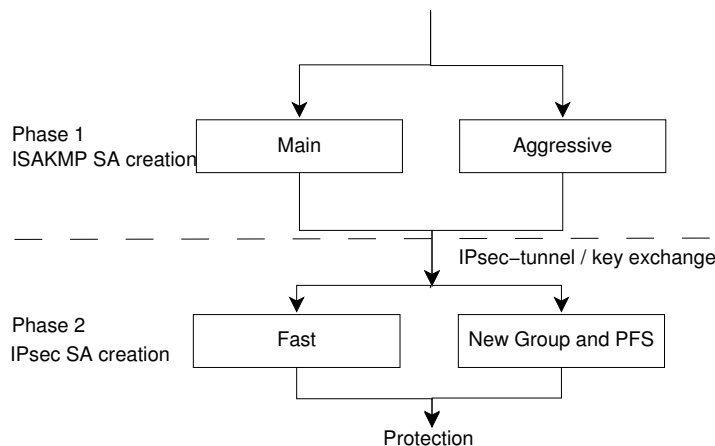 Phase 1
ISAKMP SA creation
Main
Aggressive
IPsec−tunnel / key exchange
Phase 2
IPsec SA creation
Fast
New Group and PFS
Protection